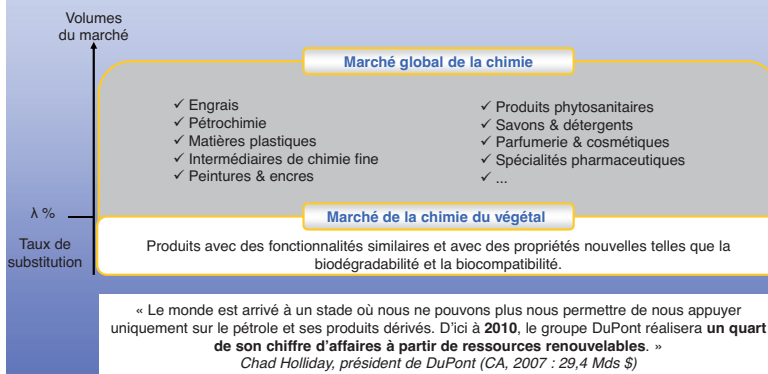 Volumes
du marché
Marché global de la chimie
✓ Engrais
✓ Pétrochimie
✓ Matières plastiques
✓ Intermédiaires de chimie fine
✓ Peintures & encres
✓ Produits phytosanitaires
✓ Savons & détergents
✓ Parfumerie & cosmétiques
✓ Spécialités pharmaceutiques
✓ ...
λ %
Marché de la chimie du végétal
Taux de
substitution
Produits avec des fonctionnalités similaires et avec des propriétés nouvelles telles que la
biodégradabilité et la biocompatibilité.
« Le monde est arrivé à un stade où nous ne pouvons plus nous permettre de nous appuyer
uniquement sur le pétrole et ses produits dérivés. D'ici à 2010, le groupe DuPont réalisera un quart
de son chiffre d'affaires à partir de ressources renouvelables. »
Chad Holliday, président de DuPont (CA, 2007 : 29,4 Mds $)